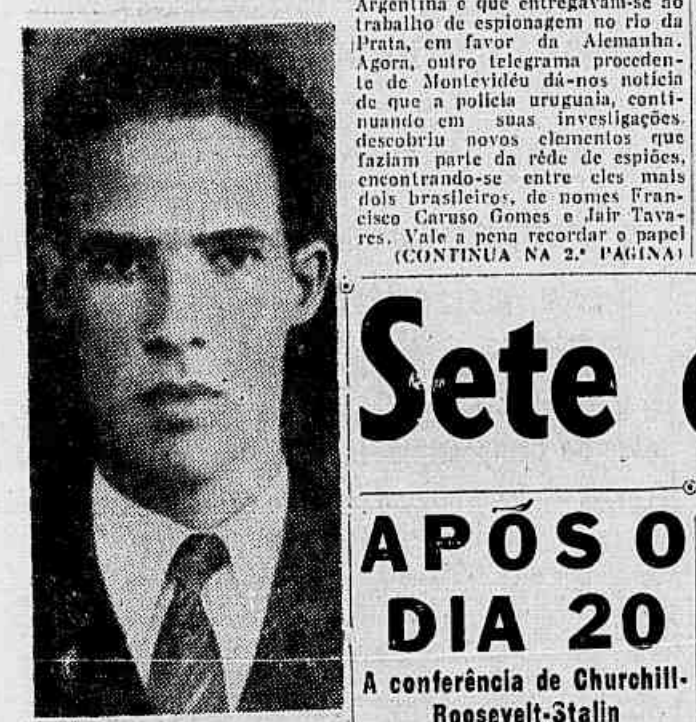 Argentina e que entregavam-se ao
trabalho de espionagem no rio da
Prata, em favor da Alemanha.
Agora, outro telegrama proceden-
te de Montevidéu dá-nos notícia
de que a policia uruguaia, conti-
nuando em suas investigações
descobriu novos elementos que
faziam parte da rêde de espiões,
encontrando-se entre eles mais
dois brasileiros, de nomes Fran-
cisco Caruso Gomes e Jair Tava-
res. Vale a pena recordar o papel
(CONTINUA NA 2.ª PAGINA)
Sete
APÓS O
DIA 20
A conferência de Churchill-
Roosevelt-Stalin